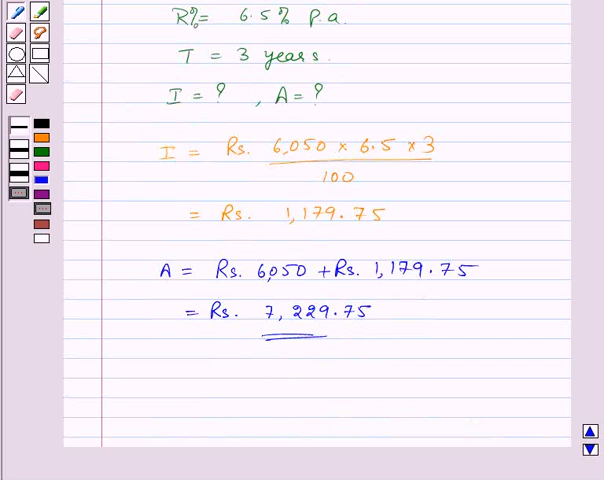 R%= 6.5% p.a.
T = 3 years.
I = ? , A = ?
I = Rs. 6,050 × 6.5 × 3
100
= Rs. 1,179.75
A = Rs. 6,050 + Rs. 1,179.75
= Rs. 7,229.75